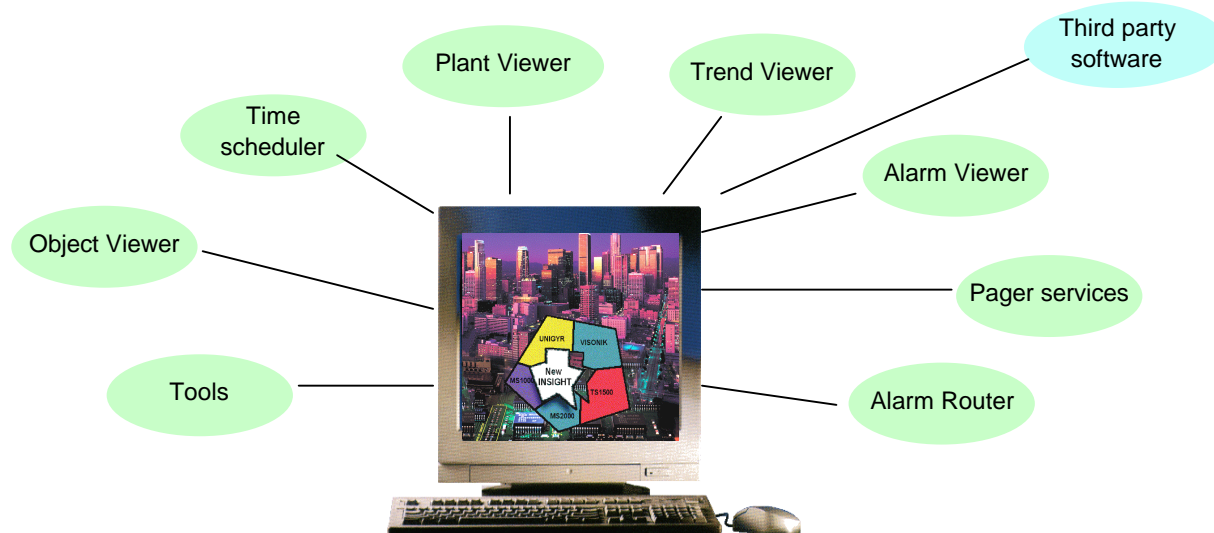 Third party
software
Plant Viewer
Trend Viewer
Time
scheduler
Alarm Viewer
Object Viewer
Pager services
Tools
Alarm Router
UNIGYR
VISONIK
New
INSIGHT
MS1000
TS1500
MS2000